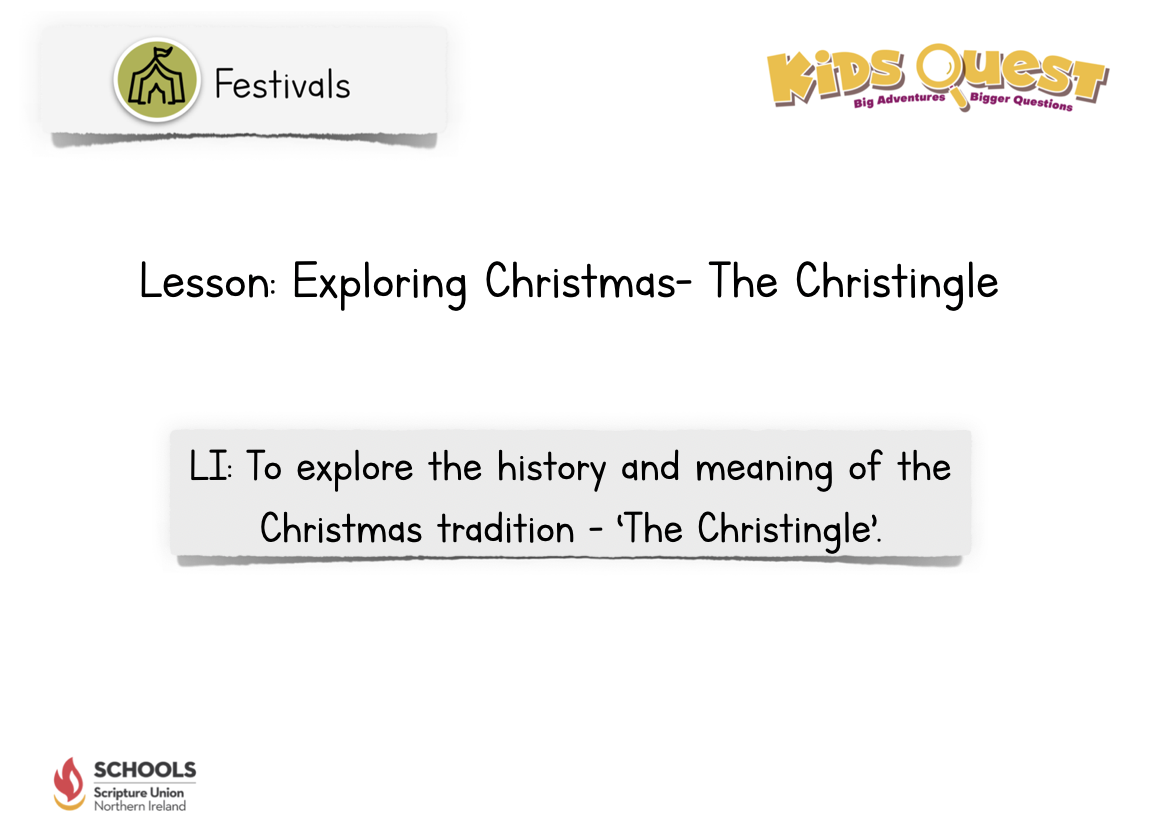 Festivals
KiDS QUEST
Big Adventures Bigger Questions
Lesson: Exploring Christmas- The Christingle
LI: To explore the history and meaning of the
Christmas tradition - ‘The Christingle’.
SCHOOLS
Scripture Union
Northern Ireland